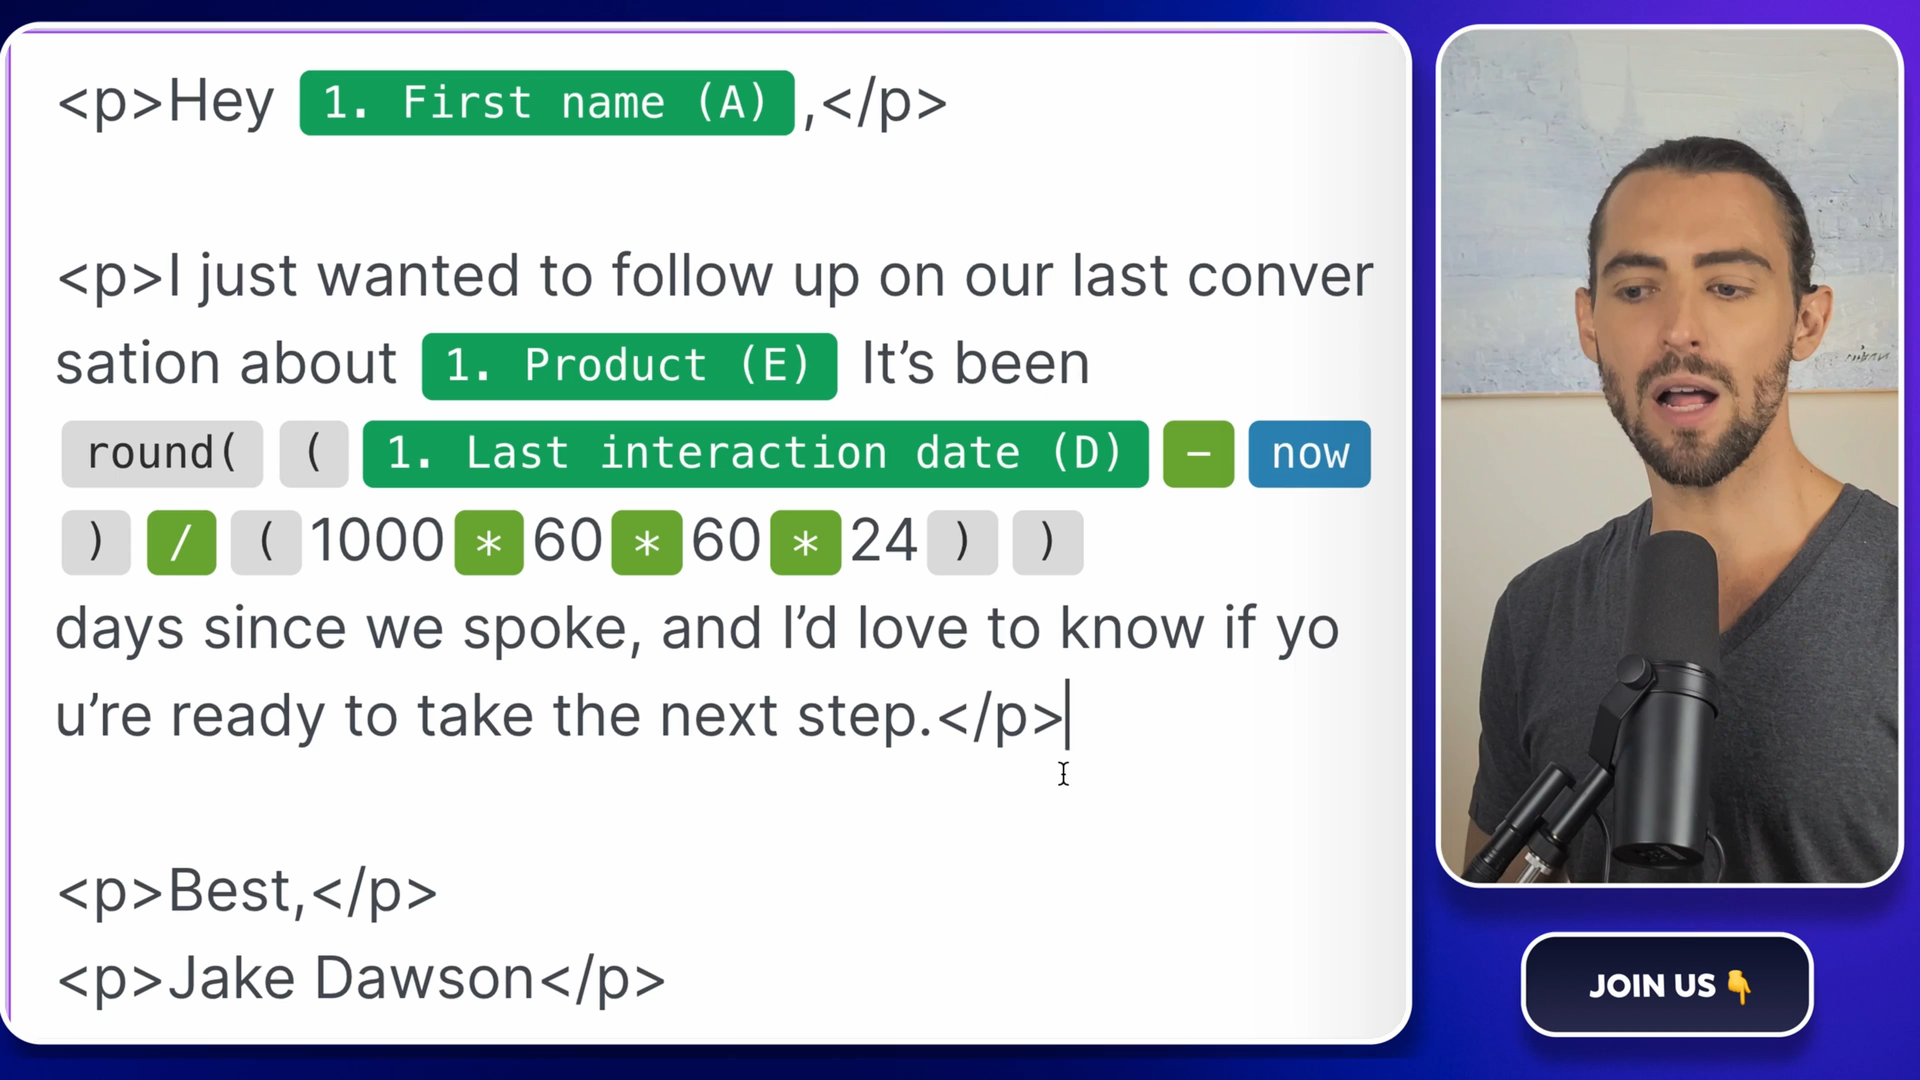 <p>Hey 1. First name (A) ,</p>
<p>I just wanted to follow up on our last conver
sation about 1. Product (E) It’s been
round( ( 1. Last interaction date (D) – now
) / ( 1000 * 60 * 60 * 24 ) )
days since we spoke, and I’d love to know if yo
u’re ready to take the next step.</p>
<p>Best,</p>
<p>Jake Dawson</p>
JOIN US 👇